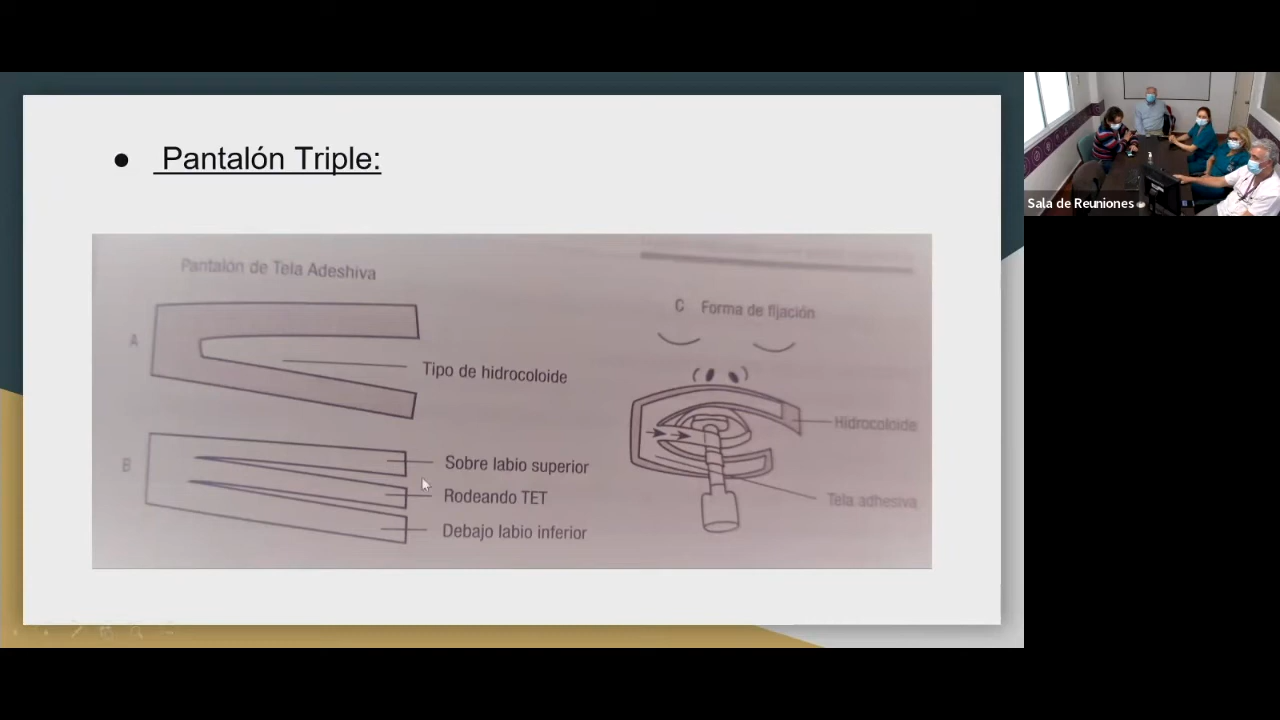 ● Pantalón Triple:
Pantalón de Tela Adeshiva
A
Tipo de hidrocoloide
B
Sobre labio superior
Rodeando TET
Debajo labio inferior
C Forma de fijación
Hidrocoloide
Tela adhesiva
Sala de Reuniones